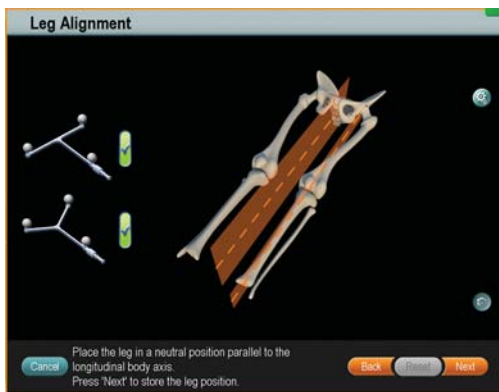 Leg Alignment
Place the leg in a neutral position parallel to the
longitudinal body axis.
Press 'Next' to store the leg position.
Cancel
Back
Reset
Next